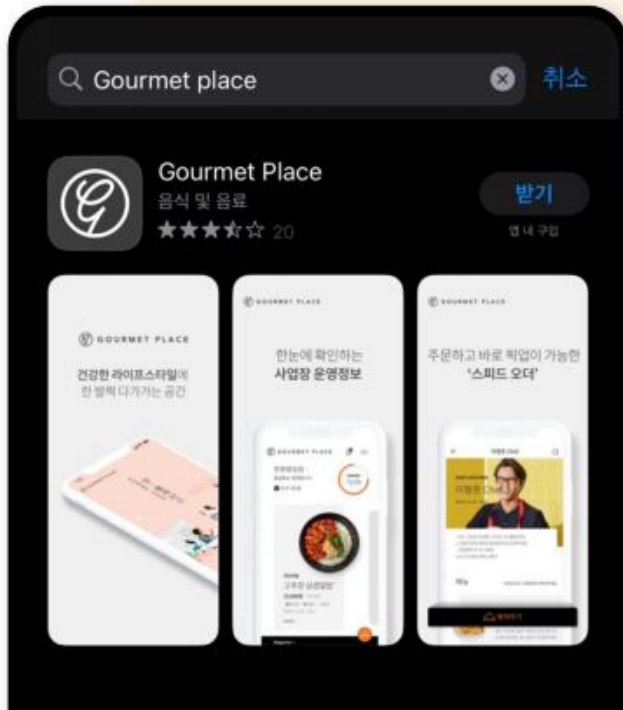 Gourmet place
취소
Gourmet Place
음식 및 음료
20
받기
앱 내 구입
GOURMET PLACE
건강한 라이프스타일에
한 발짝 다가가는 공간
GOURMET PLACE
한눈에 확인하는
사업장 운영정보
GOURMET PLACE
GOURMET PLACE
주문하고 바로 픽업이 가능한
‘스피드 오더’